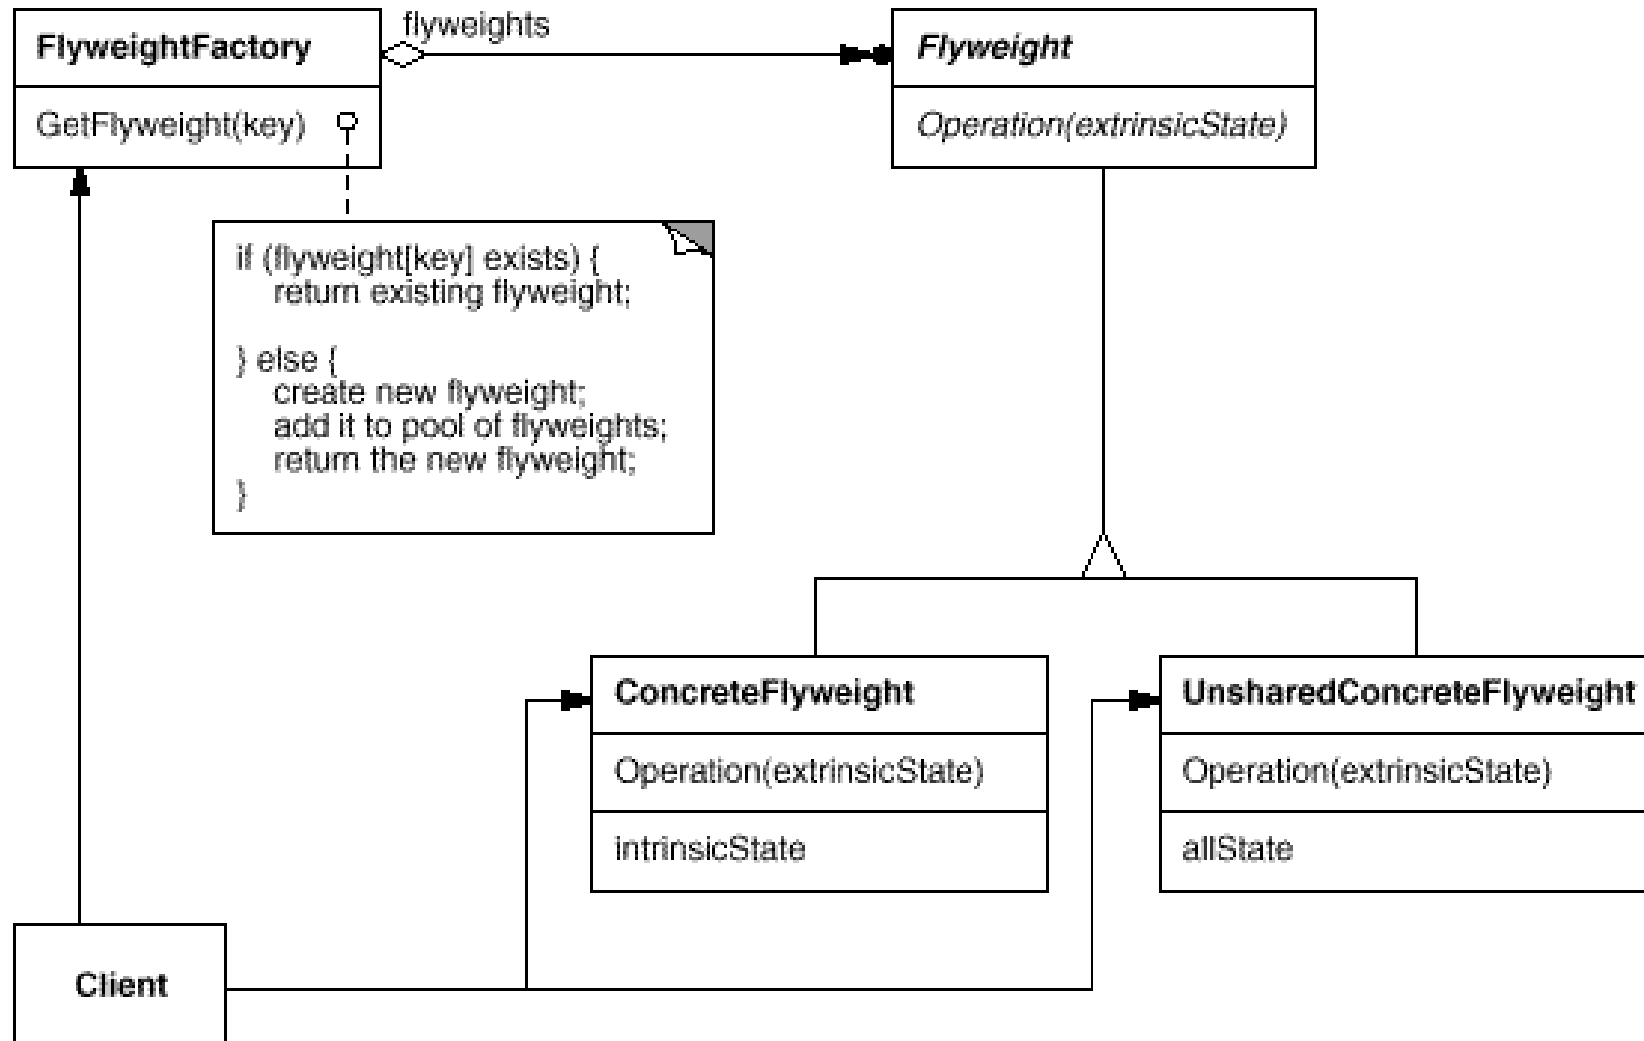 FlyweightFactory
GetFlyweight(key)
flyweights
Flyweight
Operation(extrinsicState)
if (flyweight[key] exists) {
return existing flyweight;
} else {
create new flyweight;
add it to pool of flyweights;
return the new flyweight;
}
ConcreteFlyweight
Operation(extrinsicState)
intrinsicState
UnsharedConcreteFlyweight
Operation(extrinsicState)
allState
Client